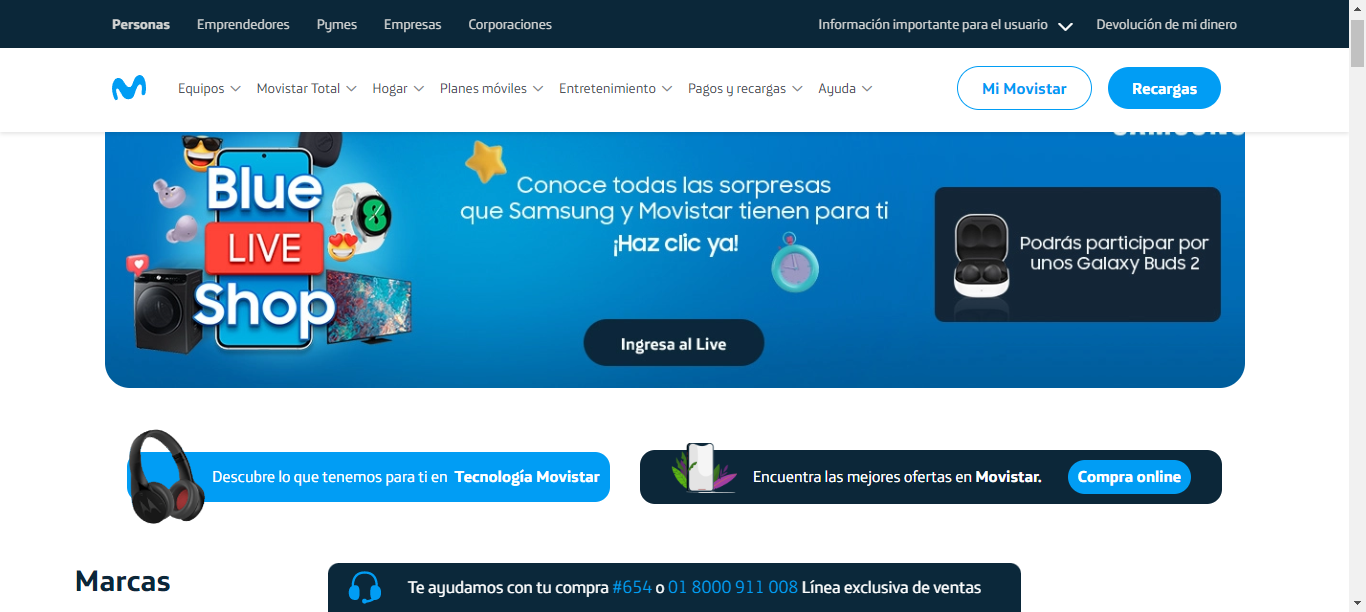 Personas Emprendedores Pymes Empresas Corporaciones Información importante para el usuario Devolución de mi dinero
Equipos Movistar Total Hogar Planes móviles Entretenimiento Pagos y recargas Ayuda Mi Movistar Recargas
SAMSUNG
Blue
LIVE
Shop
Conoce todas las sorpresas
que Samsung y Movistar tienen para ti
¡Haz clic ya!
Ingresa al Live
Podrás participar por
unos Galaxy Buds 2
Descubre lo que tenemos para ti en Tecnología Movistar
Encuentra las mejores ofertas en Movistar.
Compra online
Marcas
Te ayudamos con tu compra #654 o 01 8000 911 008 Línea exclusiva de ventas